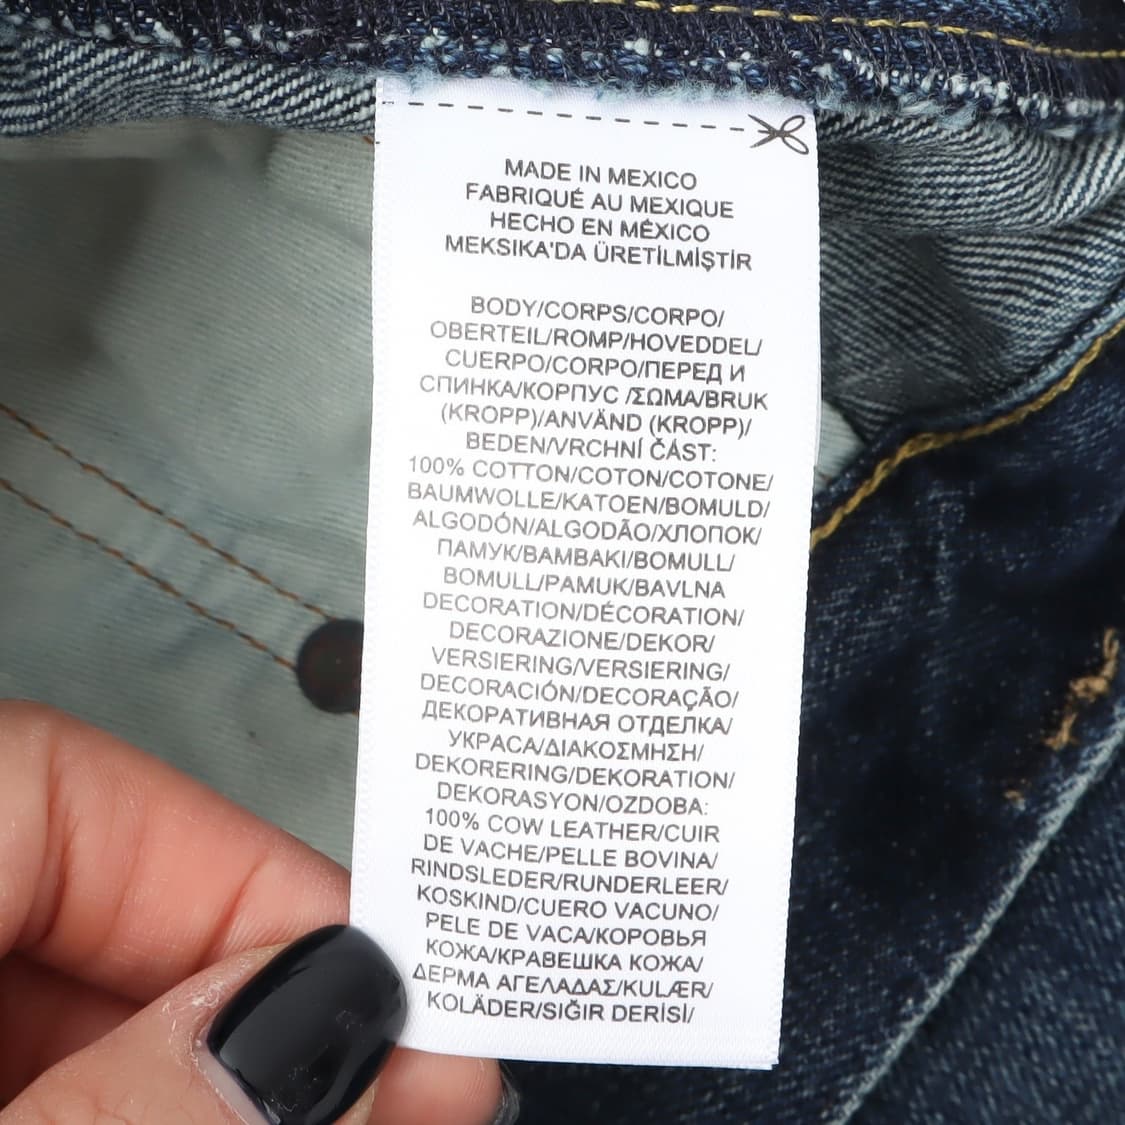 MADE IN MEXICO
FABRIQUÉ AU MEXIQUE
HECHO EN MÉXICO
MEKSIKA'DA ÜRETİLMİŞTİR
BODY/CORPS/CORPO/
OBERTEIL/ROMP/HOVEDDEL/
CUERPO/CORPO/ПЕРЕД И
СПИНКА/КОРПУС /ΣΩΜΑ/BRUK
(KROPP)/ANVÄND (KROPP)/
BEDEN/VRCHNÍ ČÁST:
100% COTTON/COTON/COTONE/
BAUMWOLLE/KATOEN/BOMULD/
ALGODÓN/ALGODÃO/ХЛОПОК/
ПАМУК/ΒΑΜΒΑΚΙ/BOMULL/
BOMULL/PAMUK/BAVLNA
DECORATION/DÉCORATION/
DECORAZIONE/DEKOR/
VERSIERING/VERSIERING/
DECORACIÓN/DECORAÇÃO/
ДЕКОРАТИВНАЯ ОТДЕЛКА/
УКРАСА/ΔΙΑΚΟΣΜΗΣΗ/
DEKORERING/DEKORATION/
DEKORASYON/OZDOBA:
100% COW LEATHER/CUIR
DE VACHE/PELLE BOVINA/
RINDSLEDER/RUNDERLEER/
KOSKIND/CUERO VACUNO/
PELE DE VACA/КОРОВЬЯ
КОЖА/КРАВЕШКА КОЖА/
ΔΕΡΜΑ ΑΓΕΛΑΔΑΣ/KULÆR/
KOLÄDER/SIĞIR DERİSİ/